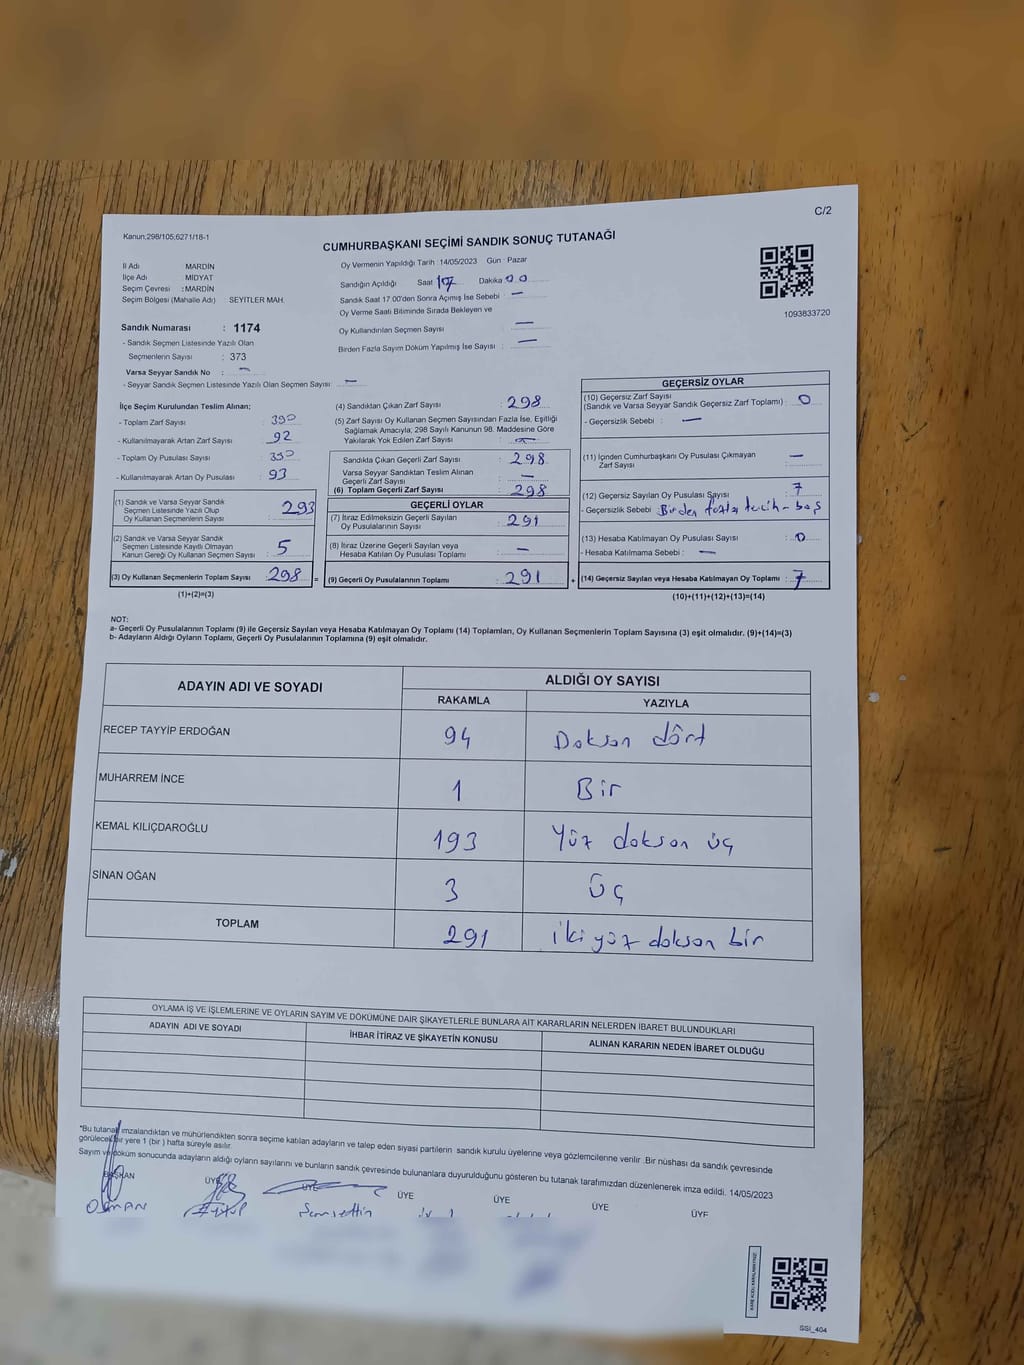 C/2
Kanun,298/105,6271/18-1
CUMHURBAŞKANI SEÇİMİ SANDIK SONUÇ TUTANAĞI
İl Adı MARDİN
İlçe Adı MİDYAT
Seçim Çevresi : MARDİN
Seçim Bölgesi (Mahalle Adı) SEYİTLER MAH.
Sandık Numarası : 1174
- Sandık Seçmen Listesinde Yazılı Olan
Seçmenlerin Sayısı : 373
Varsa Seyyar Sandık No : —
- Seyyar Sandık Seçmen Listesinde Yazılı Olan Seçmen Sayısı : —
Oy Vermenin Yapıldığı Tarih : 14/05/2023 Gün : Pazar
Sandığın Açıldığı Saat 17 Dakika 00
Sandık Saat 17.00'den Sonra Açımış İse Sebebi : —
Oy Verme Saati Bitiminde Sırada Bekleyen ve
Oy Kullandırılan Seçmen Sayısı —
Birden Fazla Sayım Döküm Yapılmış İse Sayısı : —
1093833720
İlçe Seçim Kurulundan Teslim Alınan;
- Toplam Zarf Sayısı : 390
- Kullanılmayarak Artan Zarf Sayısı : 92
- Toplam Oy Pusulası Sayısı : 390
- Kullanılmayarak Artan Oy Pusulası : 93
(1) Sandık ve Varsa Seyyar Sandık
Seçmen Listesinde Yazılı Olup
Oy Kullanan Seçmenlerin Sayısı : 293
(2) Sandık ve Varsa Seyyar Sandık
Seçmen Listesinde Kayıtlı Olmayan
Kanun Gereği Oy Kullanan Seçmen Sayısı : 5
(3) Oy Kullanan Seçmenlerin Toplam Sayısı : 298 =
(1)+(2)=(3)
(4) Sandıktan Çıkan Zarf Sayısı : 298
(5) Zarf Sayısı Oy Kullanan Seçmen Sayısından Fazla İse, Eşitliği
Sağlamak Amacıyla, 298 Sayılı Kanunun 98. Maddesine Göre
Yakılarak Yok Edilen Zarf Sayısı :
Sandıkta Çıkan Geçerli Zarf Sayısı : 298
Varsa Seyyar Sandıktan Teslim Alınan
Geçerli Zarf Sayısı : —
(6) Toplam Geçerli Zarf Sayısı : 298
GEÇERLİ OYLAR
(7) İtiraz Edilmeksizin Geçerli Sayılan
Oy Pusulalarının Sayısı : 291
(8) İtiraz Üzerine Geçerli Sayılan veya
Hesaba Katılan Oy Pusulası Toplamı : —
(9) Geçerli Oy Pusulalarının Toplamı : 291 +
GEÇERSİZ OYLAR
(10) Geçersiz Zarf Sayısı
(Sandık ve Varsa Seyyar Sandık Geçersiz Zarf Toplamı) : 0
- Geçersizlik Sebebi : —
(11) İçinden Cumhurbaşkanı Oy Pusulası Çıkmayan
Zarf Sayısı : —
(12) Geçersiz Sayılan Oy Pusulası Sayısı : 7
- Geçersizlik Sebebi : Birden fazla tercih - boş
(13) Hesaba Katılmayan Oy Pusulası Sayısı : 0
- Hesaba Katılmama Sebebi : —
(14) Geçersiz Sayılan veya Hesaba Katılmayan Oy Toplamı : 7
(10)+(11)+(12)+(13)=(14)
NOT:
a- Geçerli Oy Pusulalarının Toplamı (9) ile Geçersiz Sayılan veya Hesaba Katılmayan Oy Toplamı (14) Toplamları, Oy Kullanan Seçmenlerin Toplam Sayısına (3) eşit olmalıdır. (9)+(14)=(3)
b- Adayların Aldığı Oyların Toplamı, Geçerli Oy Pusulalarının Toplamına (9) eşit olmalıdır.
ADAYIN ADI VE SOYADI ALDIĞI OY SAYISI
RAKAMLA YAZIYLA
RECEP TAYYİP ERDOĞAN 94 Doksan dört
MUHARREM İNCE 1 Bir
KEMAL KILIÇDAROĞLU 193 Yüz doksan üç
SİNAN OĞAN 3 Üç
TOPLAM 291 iki yüz doksan bir
OYLAMA İŞ VE İŞLEMLERİNE VE OYLARIN SAYIM VE DÖKÜMÜNE DAİR ŞİKAYETLERLE BUNLARA AİT KARARLARIN NELERDEN İBARET BULUNDUKLARI
ADAYIN ADI VE SOYADI İHBAR İTİRAZ VE ŞİKAYETİN KONUSU ALINAN KARARIN NEDEN İBARET OLDUĞU
*Bu tutanak imzalandıktan ve mühürlendikten sonra seçime katılan adayların ve talep eden siyasi partilerin sandık kurulu üyelerine veya gözlemcilerine verilir .Bir nüshası da sandık çevresinde
görülecek bir yere 1 (bir ) hafta süreyle asılır.
Sayım ve döküm sonucunda adayların aldığı oyların sayılarını ve bunların sandık çevresinde bulunanlara duyurulduğunu gösteren bu tutanak tarafımızdan düzenlenerek imza edildi. 14/05/2023
BAŞKAN ÜYE ÜYE ÜYE ÜYE ÜYE ÜYE
OSMAN Şemsettin
SSI_404